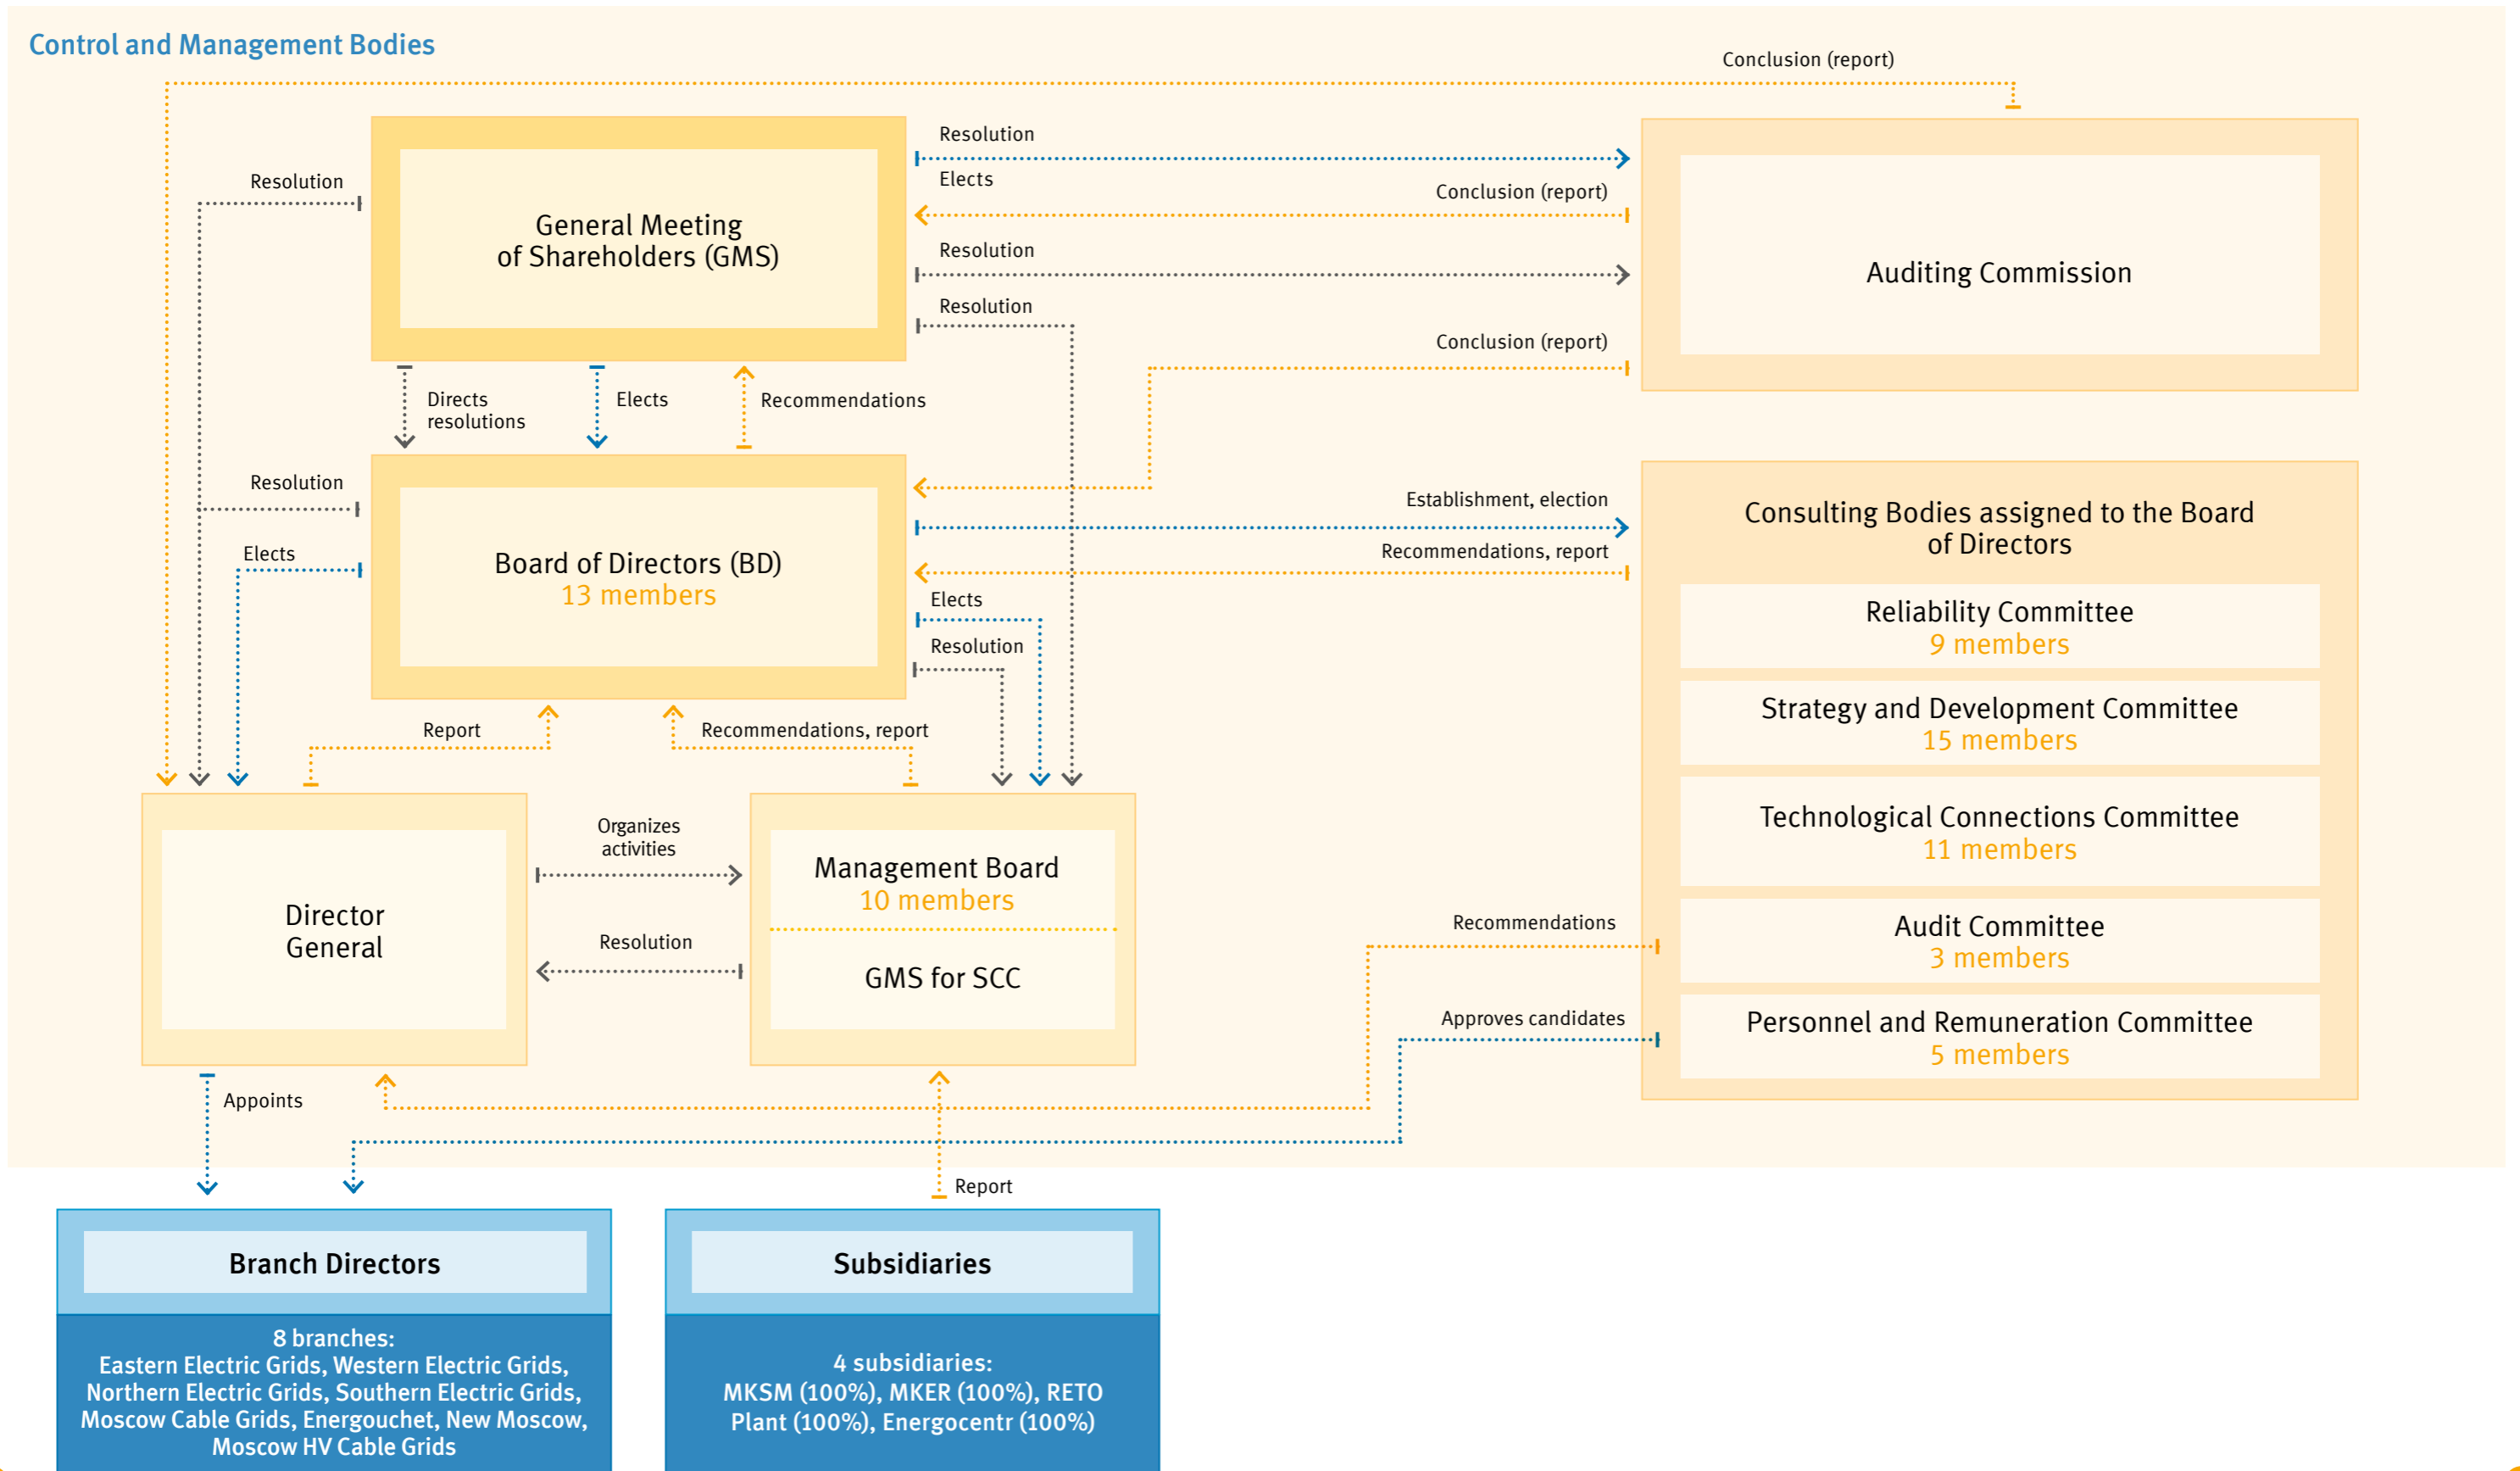 Control and Management Bodies
Conclusion (report)
Resolution
Elects
Conclusion (report)
Resolution
Resolution
Conclusion (report)
Resolution
General Meeting
of Shareholders (GMS)
Auditing Commission
Directs
resolutions
Elects
Recommendations
Resolution
Elects
Board of Directors (BD)
13 members
Establishment, election
Recommendations, report
Elects
Resolution
Consulting Bodies assigned to the Board
of Directors
Reliability Committee
9 members
Strategy and Development Committee
15 members
Technological Connections Committee
11 members
Audit Committee
3 members
Personnel and Remuneration Committee
5 members
Report
Recommendations, report
Director
General
Organizes
activities
Resolution
Management Board
10 members
GMS for SCC
Recommendations
Approves candidates
Appoints
Report
Branch Directors
8 branches:
Eastern Electric Grids, Western Electric Grids,
Northern Electric Grids, Southern Electric Grids,
Moscow Cable Grids, Energouchet, New Moscow,
Moscow HV Cable Grids
Subsidiaries
4 subsidiaries:
MKSM (100%), MKER (100%), RETO
Plant (100%), Energocentr (100%)